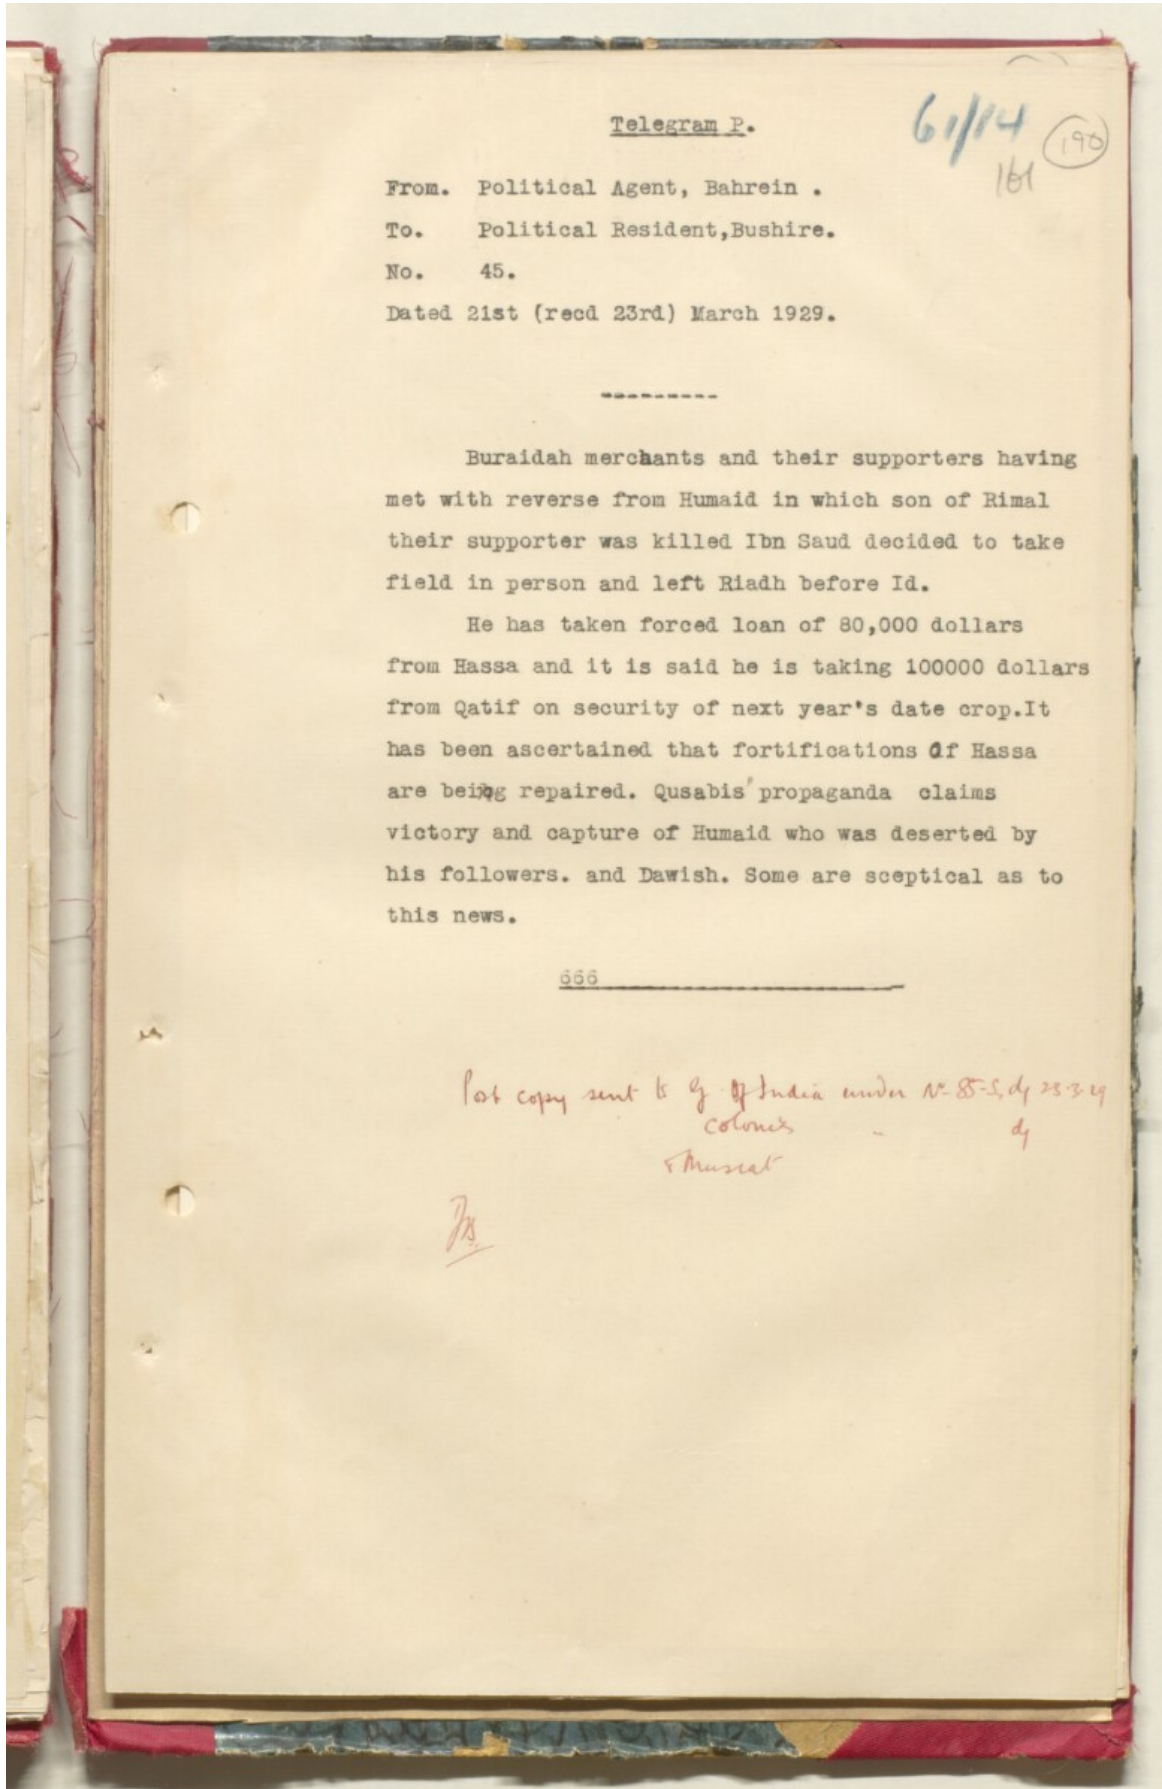 Telegram P.
61/14
190
161
From. Political Agent, Bahrein .
To. Political Resident,Bushire.
No. 45.
Dated 21st (recd 23rd) March 1929.
---------
Buraidah merchants and their supporters having
met with reverse from Humaid in which son of Rimal
their supporter was killed Ibn Saud decided to take
field in person and left Riadh before Id.
He has taken forced loan of 80,000 dollars
from Hassa and it is said he is taking 100000 dollars
from Qatif on security of next year's date crop.It
has been ascertained that fortifications of Hassa
are being repaired. Qusabis' propaganda claims
victory and capture of Humaid who was deserted by
his followers. and Dawish. Some are sceptical as to
this news.
666
Post copy sent to G of India under No 85-S, d/ 23.3.29
Colonies " d/
& Muscat